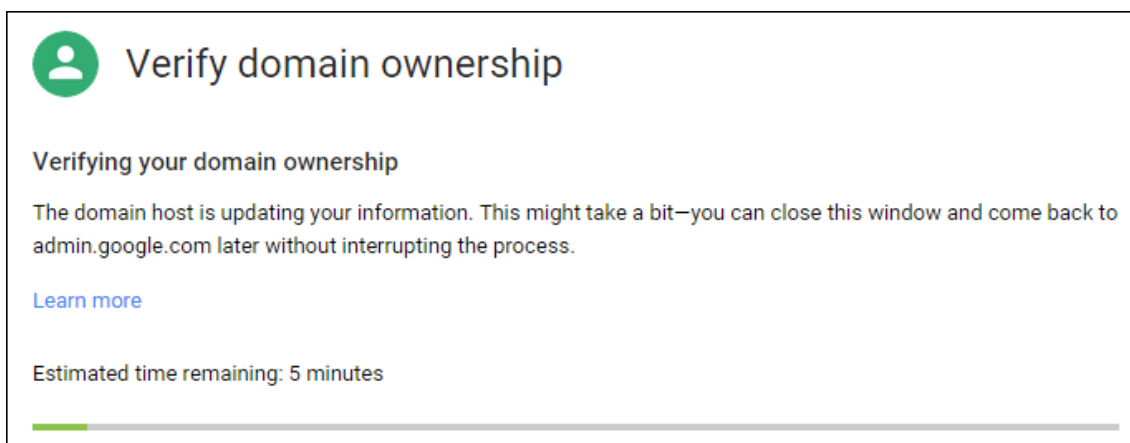 Verify domain ownership
Verifying your domain ownership
The domain host is updating your information. This might take a bit—you can close this window and come back to
admin.google.com later without interrupting the process.
Learn more
Estimated time remaining: 5 minutes